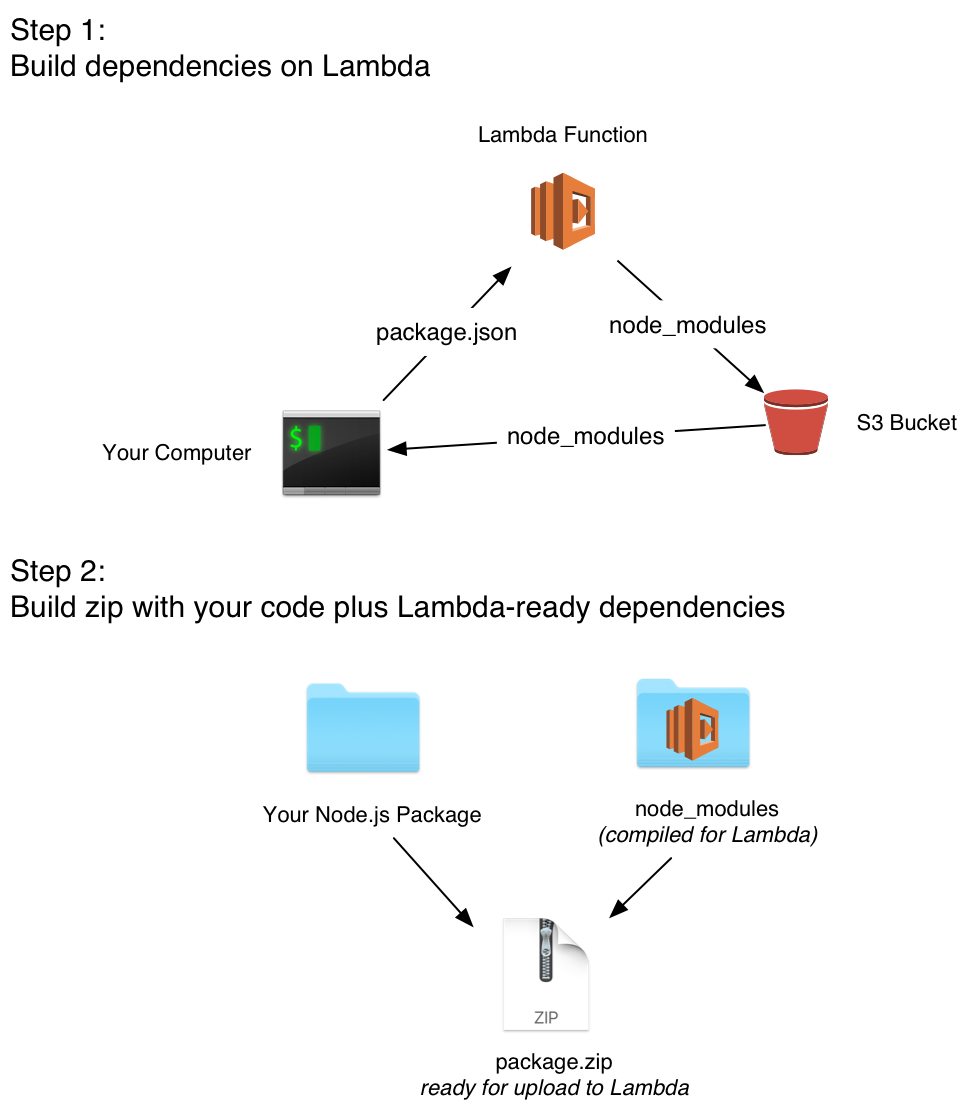 Step 1:
Build dependencies on Lambda
Lambda Function
package.json
node_modules
S3 Bucket
$
node_modules
Your Computer
Step 2:
Build zip with your code plus Lambda-ready dependencies
Your Node.js Package
node_modules
(compiled for Lambda)
ZIP
package.zip
ready for upload to Lambda